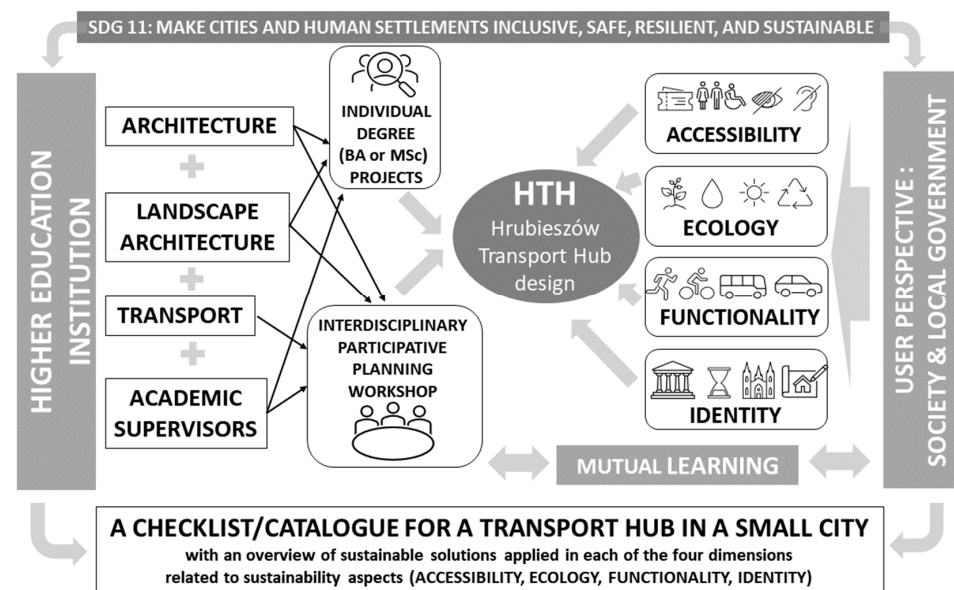 SDG 11: MAKE CITIES AND HUMAN SETTLEMENTS INCLUSIVE, SAFE, RESILIENT, AND SUSTAINABLE
HIGHER EDUCATION
INSTITUTION
ARCHITECTURE
LANDSCAPE
ARCHITECTURE
TRANSPORT
ACADEMIC
SUPERVISORS
INDIVIDUAL
DEGREE
(BA or MSc)
PROJECTS
INTERDISCIPLINARY
PARTICIPATIVE
PLANNING
WORKSHOP
HTH
Hrubieszów
Transport Hub
design
ACCESSIBILITY
ECOLOGY
FUNCTIONALITY
IDENTITY
MUTUAL LEARNING
USER PERSPECTIVE :
SOCIETY & LOCAL GOVERNMENT
A CHECKLIST/CATALOGUE FOR A TRANSPORT HUB IN A SMALL CITY
with an overview of sustainable solutions applied in each of the four dimensions
related to sustainability aspects (ACCESSIBILITY, ECOLOGY, FUNCTIONALITY, IDENTITY)